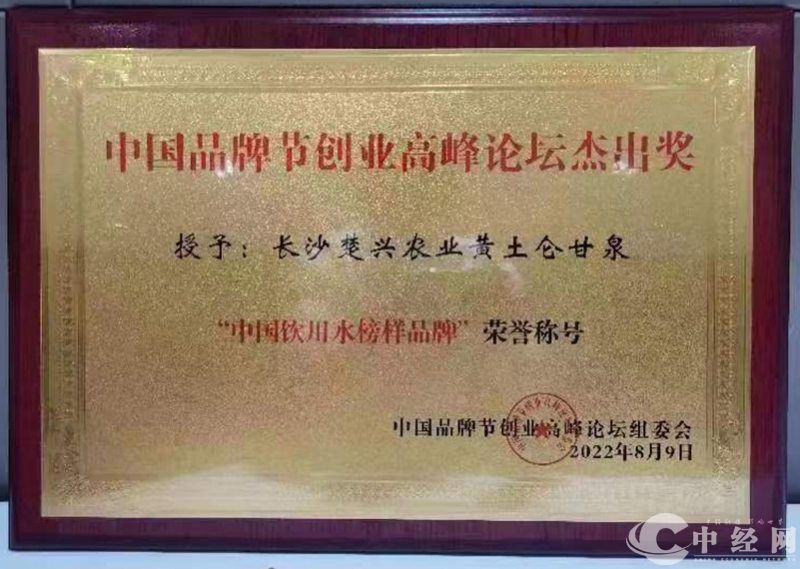 中国品牌节创业高峰论坛杰出奖
授予：长沙楚兴农业黄土仑甘泉
“中国饮用水榜样品牌”荣誉称号
中国品牌节创业高峰论坛组委会
2022年8月9日
中经网